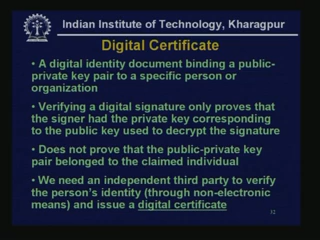 Indian Institute of Technology, Kharagpur
Digital Certificate
• A digital identity document binding a public-
private key pair to a specific person or
organization
• Verifying a digital signature only proves that
the signer had the private key corresponding
to the public key used to decrypt the signature
• Does not prove that the public-private key
pair belonged to the claimed individual
• We need an independent third party to verify
the person's identity (through non-electronic
means) and issue a digital certificate